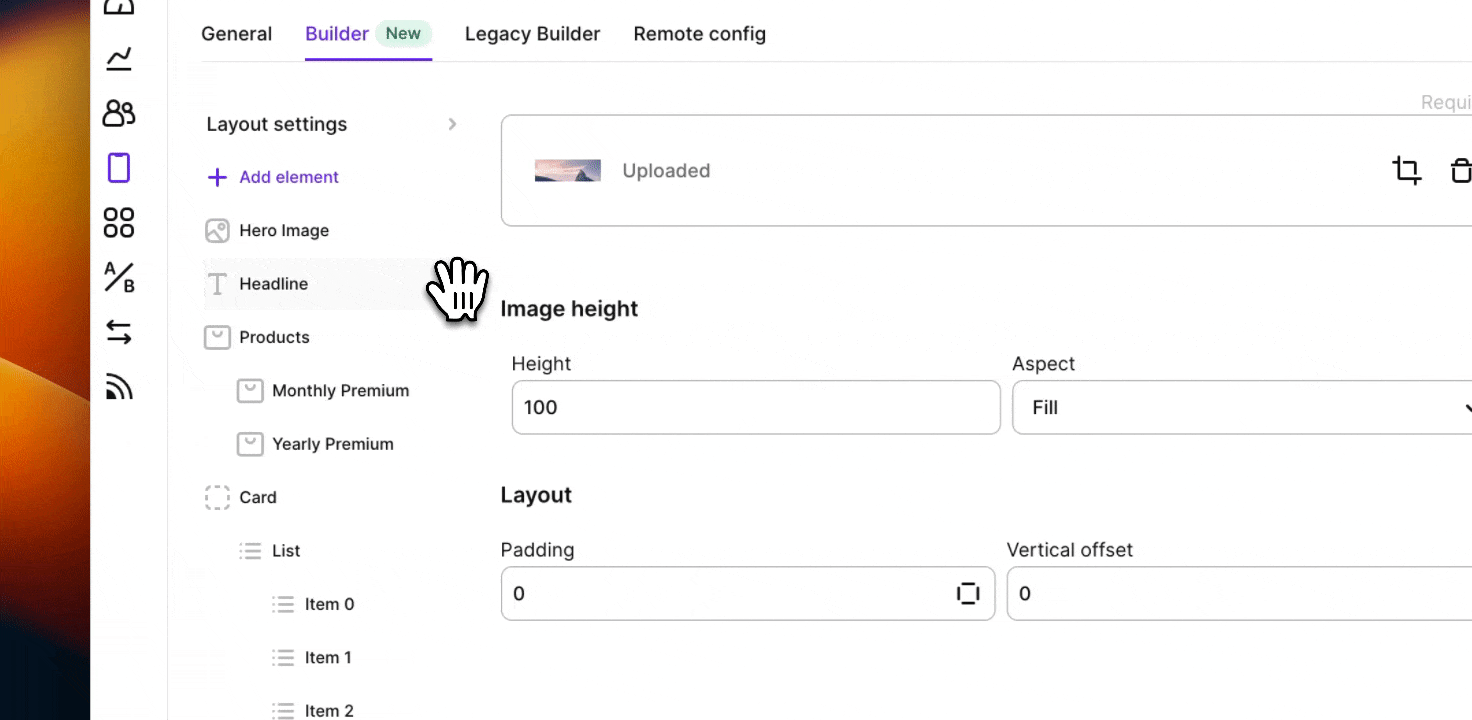 General
Builder New
Legacy Builder
Remote config
A/B
Layout settings
Add element
Hero Image
Headline
Products
Monthly Premium
Yearly Premium
Card
List
Item 0
Item 1
Item 2
Uploaded
Image height
Height
100
Aspect
Fill
Layout
Padding
0
Vertical offset
0